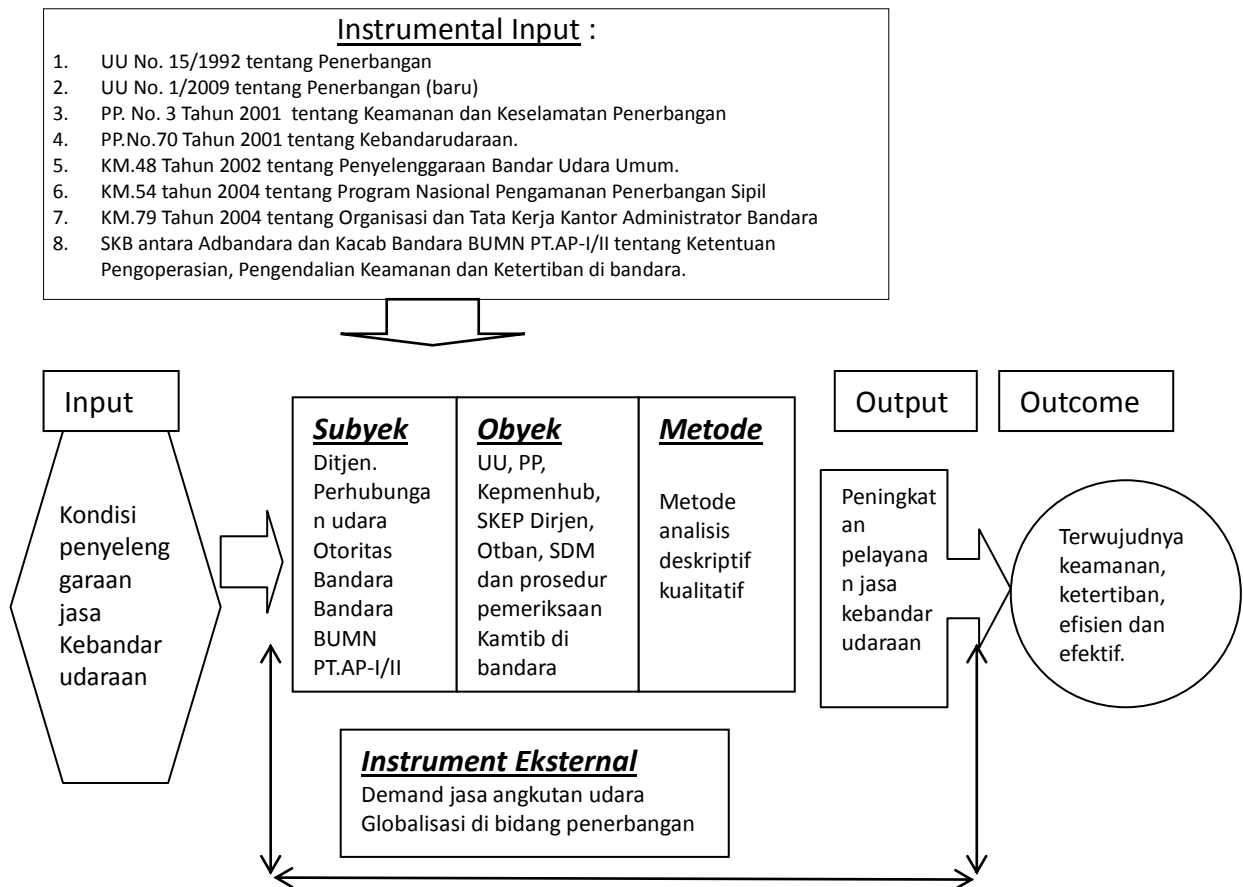 Instrumental Input :
1. UU No. 15/1992 tentang Penerbangan
2. UU No. 1/2009 tentang Penerbangan (baru)
3. PP. No. 3 Tahun 2001 tentang Keamanan dan Keselamatan Penerbangan
4. PP.No.70 Tahun 2001 tentang Kebandarudaraan.
5. KM.48 Tahun 2002 tentang Penyelenggaraan Bandar Udara Umum.
6. KM.54 tahun 2004 tentang Program Nasional Pengamanan Penerbangan Sipil
7. KM.79 Tahun 2004 tentang Organisasi dan Tata Kerja Kantor Administrator Bandara
8. SKB antara Adbandara dan Kacab Bandara BUMN PT.AP-I/II tentang Ketentuan
Pengoperasian, Pengendalian Keamanan dan Ketertiban di bandara.
Input
Kondisi
penyeleng
garaan
jasa
Kebandar
udaraan
Subyek
Ditjen.
Perhubunga
n udara
Otoritas
Bandara
Bandara
BUMN
PT.AP-I/II
Obyek
UU, PP,
Kepmenhub,
SKEP Dirjen,
Otban, SDM
dan prosedur
pemeriksaan
Kamtib di
bandara
Metode
Metode
analisis
deskriptif
kualitatif
Output
Peningkat
an
pelayana
n jasa
kebandar
udaraan
Outcome
Terwujudnya
keamanan,
ketertiban,
efisien dan
efektif.
Instrument Eksternal
Demand jasa angkutan udara
Globalisasi di bidang penerbangan